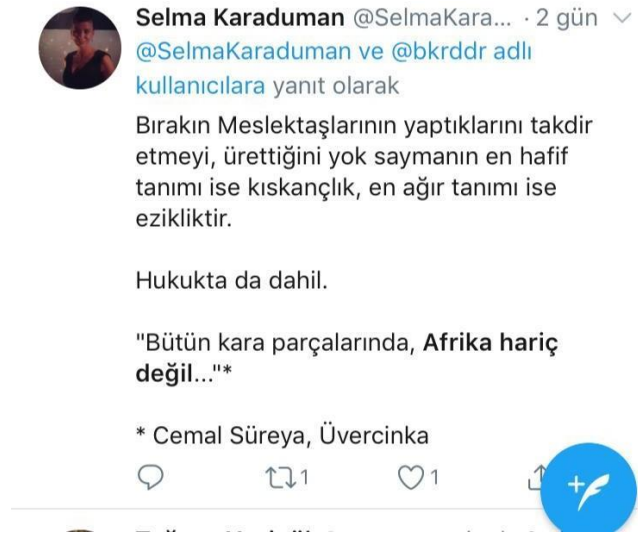 Selma Karaduman @SelmaKara... · 2 gün
@SelmaKaraduman ve @bkrddr adlı
kullanıcılara yanıt olarak
Bırakın Meslektaşlarının yaptıklarını takdir
etmeyi, ürettiğini yok saymanın en hafif
tanımı ise kıskançlık, en ağır tanımı ise
ezikliktir.
Hukukta da dahil.
"Bütün kara parçalarında, Afrika hariç
değil..."*
* Cemal Süreya, Üvercinka
1 1